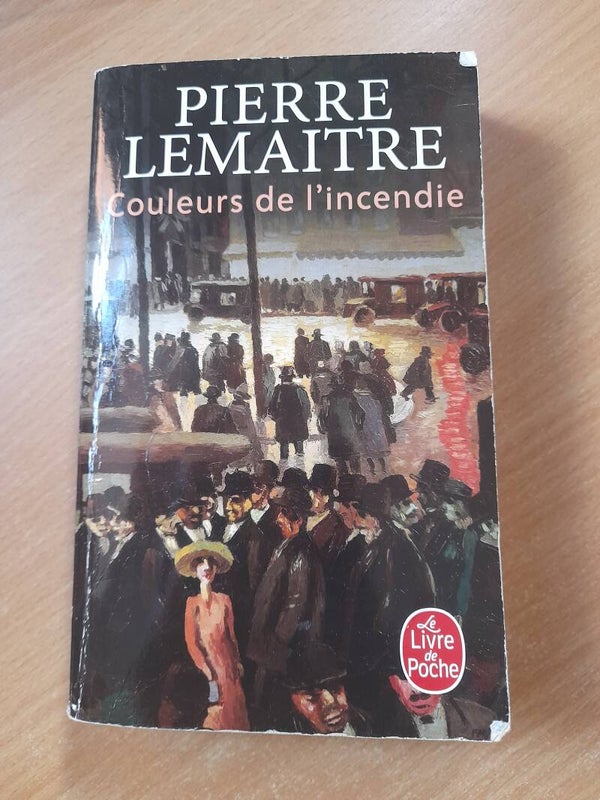 PIERRE
LEMAITRE
Couleurs de l'incendie
Le
Livre
de
Poche